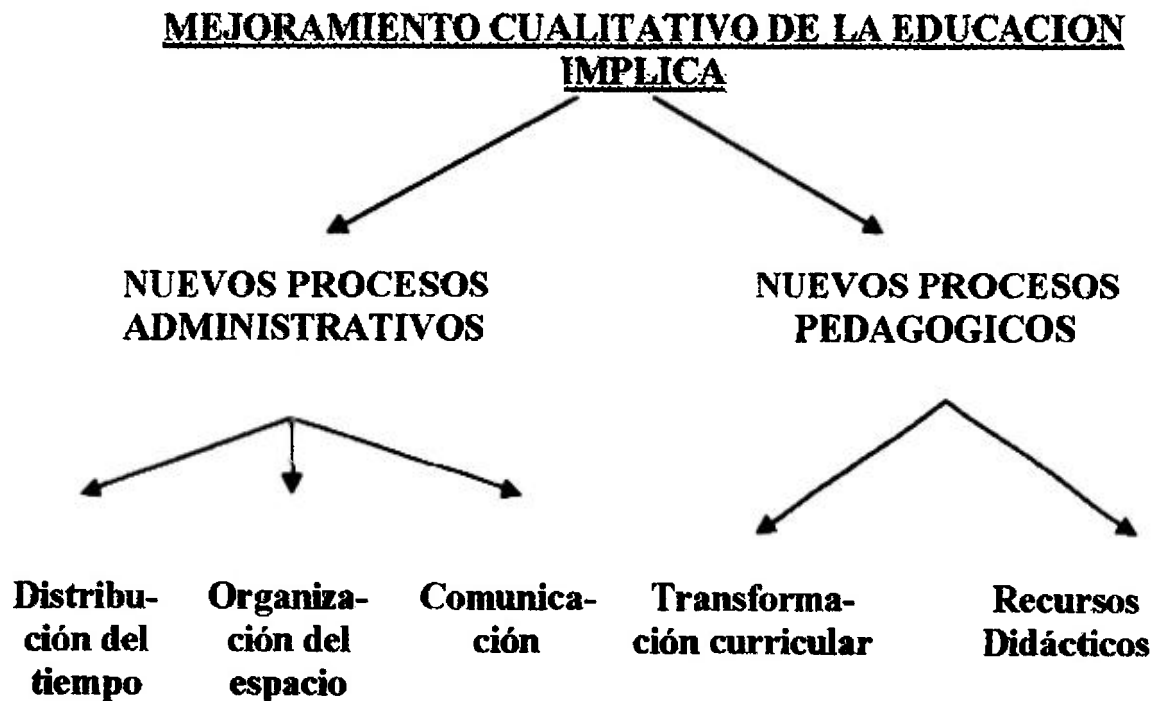 MEJORAMIENTO CUALITATIVO DE LA EDUCACION
IMPLICA
NUEVOS PROCESOS
ADMINISTRATIVOS
NUEVOS PROCESOS
PEDAGOGICOS
Distribu-
ción del
tiempo
Organiza-
ción del
espacio
Comunica-
ción
Transforma-
ción curricular
Recursos
Didácticos